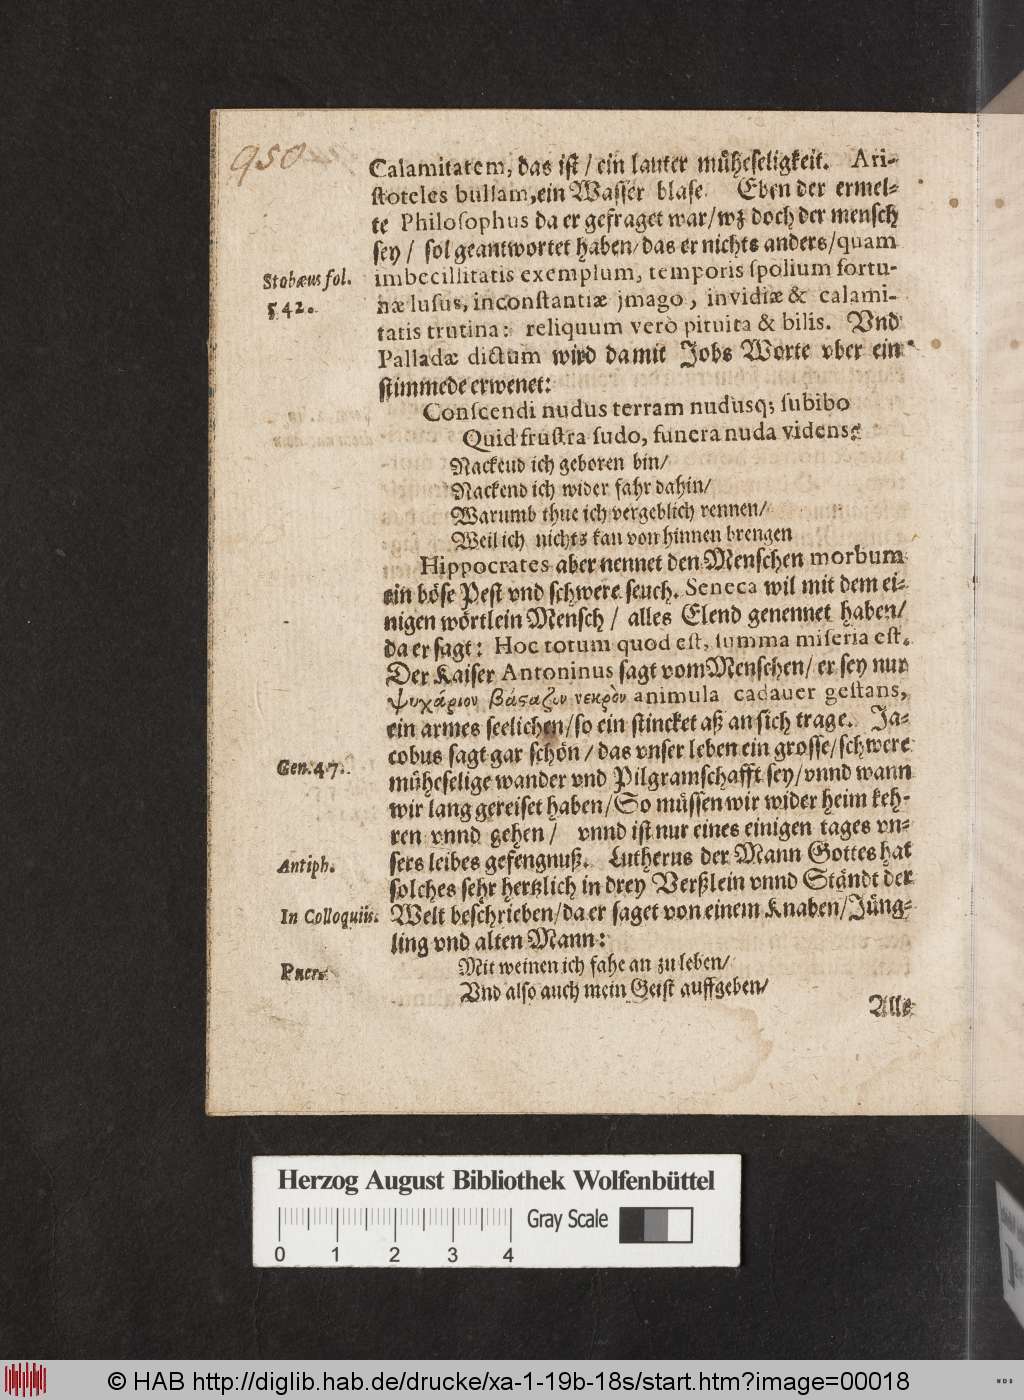 950
Calamitatem, das iſt / ein lauter müheſeligkeit. Ari-
ſtoteles bullam, ein Waſſer blaſe. Eben der ermel-
te Philoſophus da er gefraget war / wz doch der menſch
ſey / ſol geantwortet haben / das er nichts anders / quam
Stobæus fol.
imbecillitatis exemplum, temporis ſpolium fortu-
542.
næ luſus, inconſtantiæ jmago, invidiæ & calami-
tatis trutina: reliquum verò pituita & bilis. Vnd
Palladæ dictum wird damit Jobs Worte vber ein
ſtimmede erwenet:
Conſcendi nudus terram nudusq; ſubibo
Quid fruſtra ſudo, funera nuda videns:
Nackend ich geboren bin /
Nackend ich wider fahr dahin /
Warumb thue ich vergeblich rennen /
Weil ich nichts kan von hinnen brengen
Hippocrates aber nennet den Menſchen morbum
ein böſe Peſt vnd ſchwere ſeuch. Seneca wil mit dem ei-
nigen wörtlein Menſch / alles Elend genennet haben /
da er ſagt: Hoc totum quod eſt, ſumma miſeria eſt.
Der Kaiſer Antoninus ſagt vom Menſchen / er ſey nur
ψυχάριον βάςαζον νεκρὸν animula cadauer geſtans,
ein armes ſeelichen / ſo ein ſtincket aß an ſich trage. Ja-
cobus ſagt gar ſchön / das vnſer leben ein groſſe / ſchwere
Gen. 47.
müheſelige wander vnd Pilgramſchafft ſey / vnnd wann
wir lang gereiſet haben / So müſſen wir wider heim keh-
ren vnnd gehen / vnnd iſt nur eines einigen tages vn-
Antiph.
ſers leibes gefengnuß. Lutherus der Mann Gottes hat
ſolches ſehr hertzlich in drey Verßlein vnnd Ständt der
In Colloquiis.
Welt beſchrieben / da er ſaget von einem Knaben / Jüng-
ling vnd alten Mann:
Puer.
Mit weinen ich fahe an zu leben /
Vnd alſo auch mein Geiſt auffgeben /
Alle
Herzog August Bibliothek Wolfenbüttel
Gray Scale
0 1 2 3 4
© HAB http://diglib.hab.de/drucke/xa-1-19b-18s/start.htm?image=00018